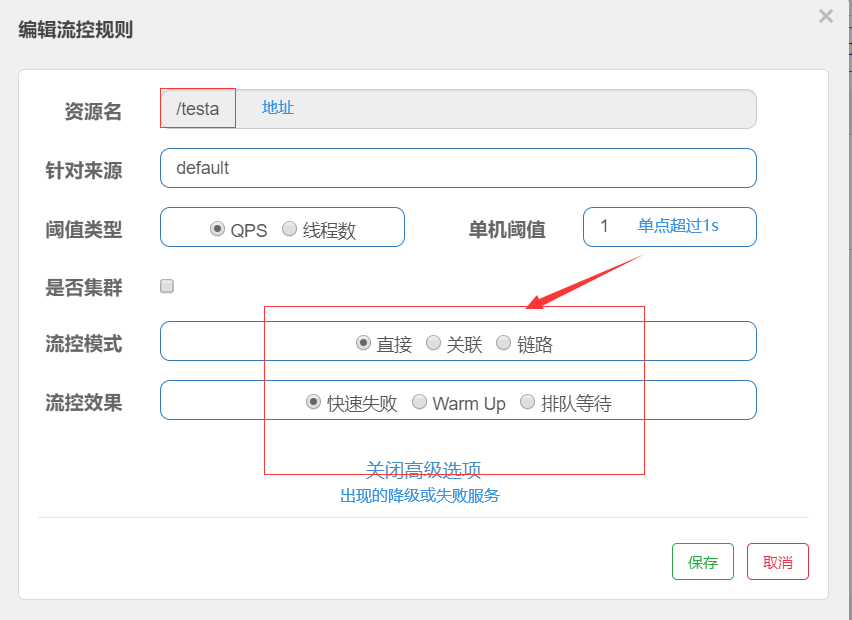 编辑流控规则 ×
资源名 /testa 地址
针对来源 default
阈值类型 QPS 线程数 单机阈值 1 单点超过1s
是否集群
流控模式 直接 关联 链路
流控效果 快速失败 Warm Up 排队等待
关闭高级选项
出现的降级或失败服务
保存 取消